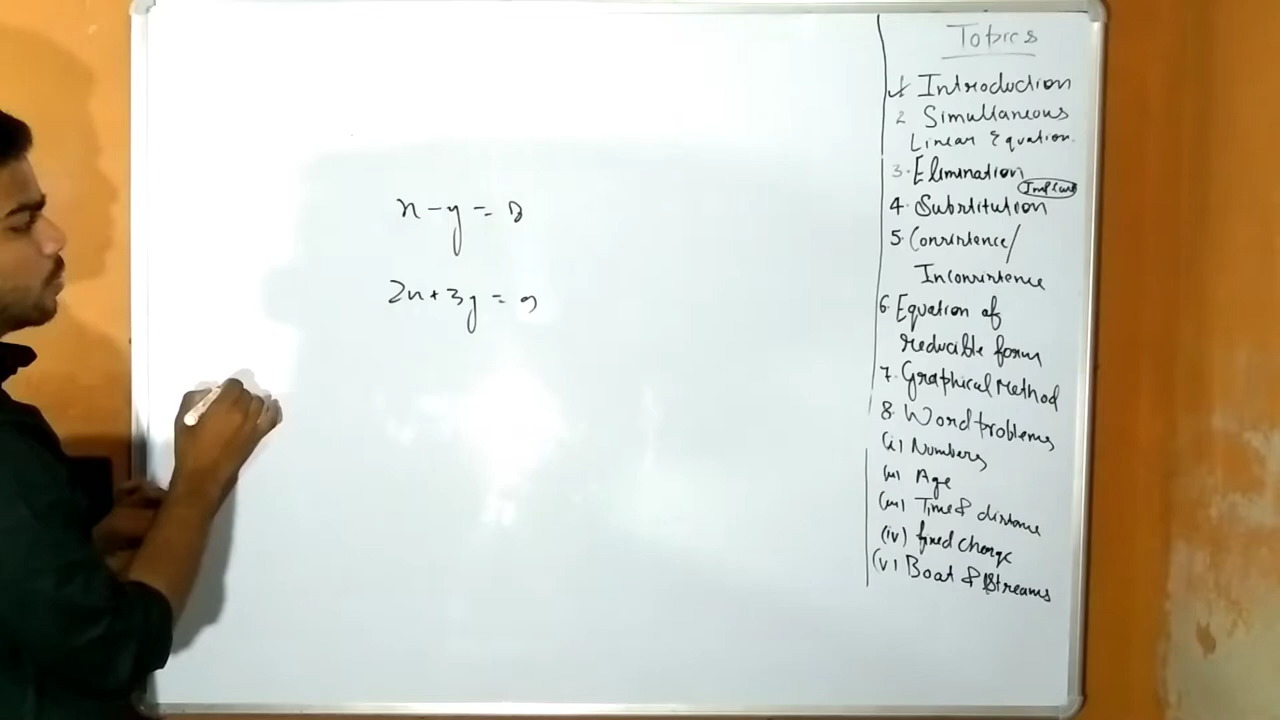 x - y = 8
2x + 3y = 9
Topics
1 Introduction
2 Simultaneous
Linear Equation.
3. Elimination
4. Substitution
5. Consistence/
Inconsistence
6. Equation of
reducible form
7. Graphical Method
8. Word problems
(i) Numbers
(ii) Age
(iii) Time & distance
(iv) fixed charge
(v) Boat & Streams